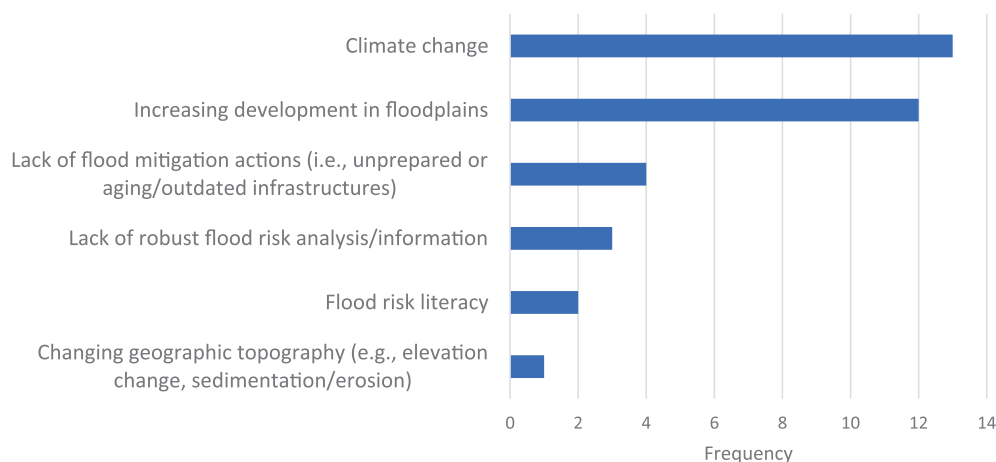 Climate change
Increasing development in floodplains
Lack of flood mitigation actions (i.e., unprepared or
aging/outdated infrastructures)
Lack of robust flood risk analysis/information
Flood risk literacy
Changing geographic topography (e.g., elevation
change, sedimentation/erosion)
0 2 4 6 8 10 12 14
Frequency